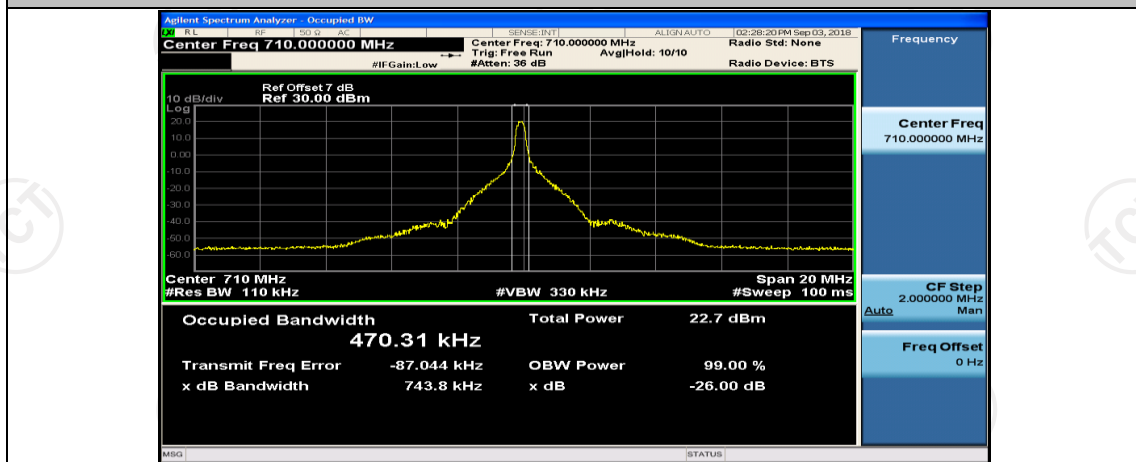 Agilent Spectrum Analyzer - Occupied BW
LXI RL RF 50 Ω AC SENSE:INT ALIGN AUTO 02:28:20 PM Sep 03, 2018
Center Freq 710.000000 MHz Center Freq: 710.000000 MHz Radio Std: None
Trig: Free Run Avg|Hold: 10/10
#IFGain:Low #Atten: 36 dB Radio Device: BTS
Ref Offset 7 dB
10 dB/div Ref 30.00 dBm
Log
20.0
10.0
0.00
-10.0
-20.0
-30.0
-40.0
-50.0
-60.0
Center 710 MHz Span 20 MHz
#Res BW 110 kHz #VBW 330 kHz #Sweep 100 ms
Occupied Bandwidth Total Power 22.7 dBm
470.31 kHz
Transmit Freq Error -87.044 kHz OBW Power 99.00 %
x dB Bandwidth 743.8 kHz x dB -26.00 dB
MSG STATUS
Frequency
Center Freq
710.000000 MHz
CF Step
2.000000 MHz
Auto Man
Freq Offset
0 Hz
TCT